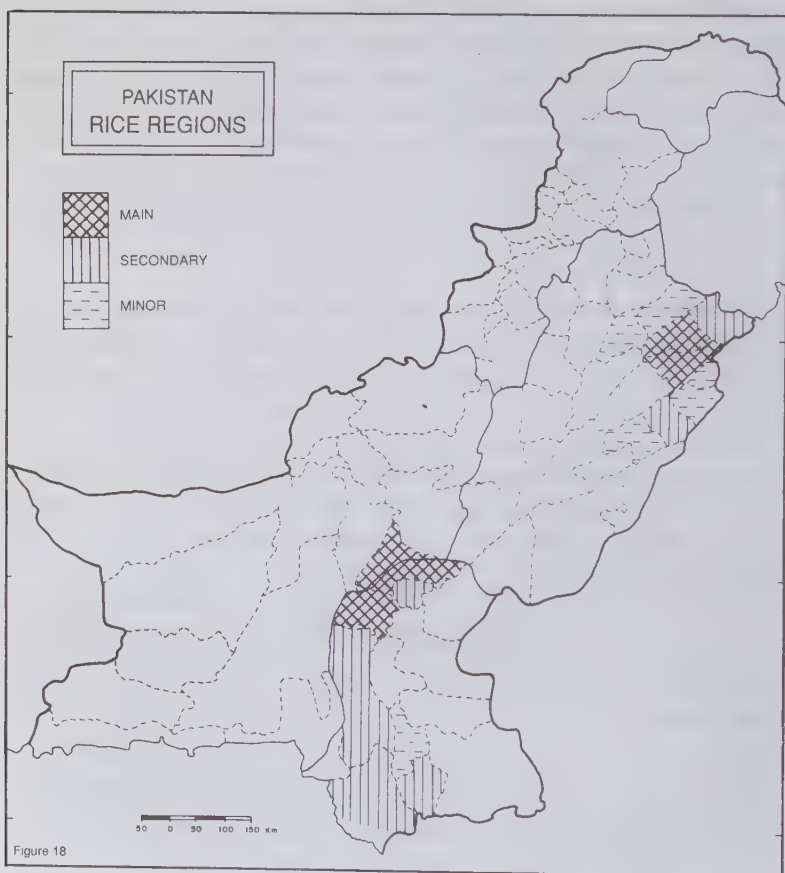 PAKISTAN
RICE REGIONS
MAIN
SECONDARY
MINOR
50 0 50 100 150 Km
Figure 18